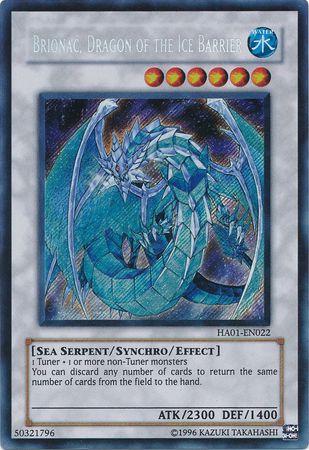 BRIONAC, DRAGON OF THE ICE BARRIER
WATER
水
HA01-EN022
[SEA SERPENT/SYNCHRO/EFFECT]
1 Tuner + 1 or more non-Tuner monsters
You can discard any number of cards to return the same
number of cards from the field to the hand.
ATK/2300 DEF/1400
50321796
©1996 KAZUKI TAKAHASHI